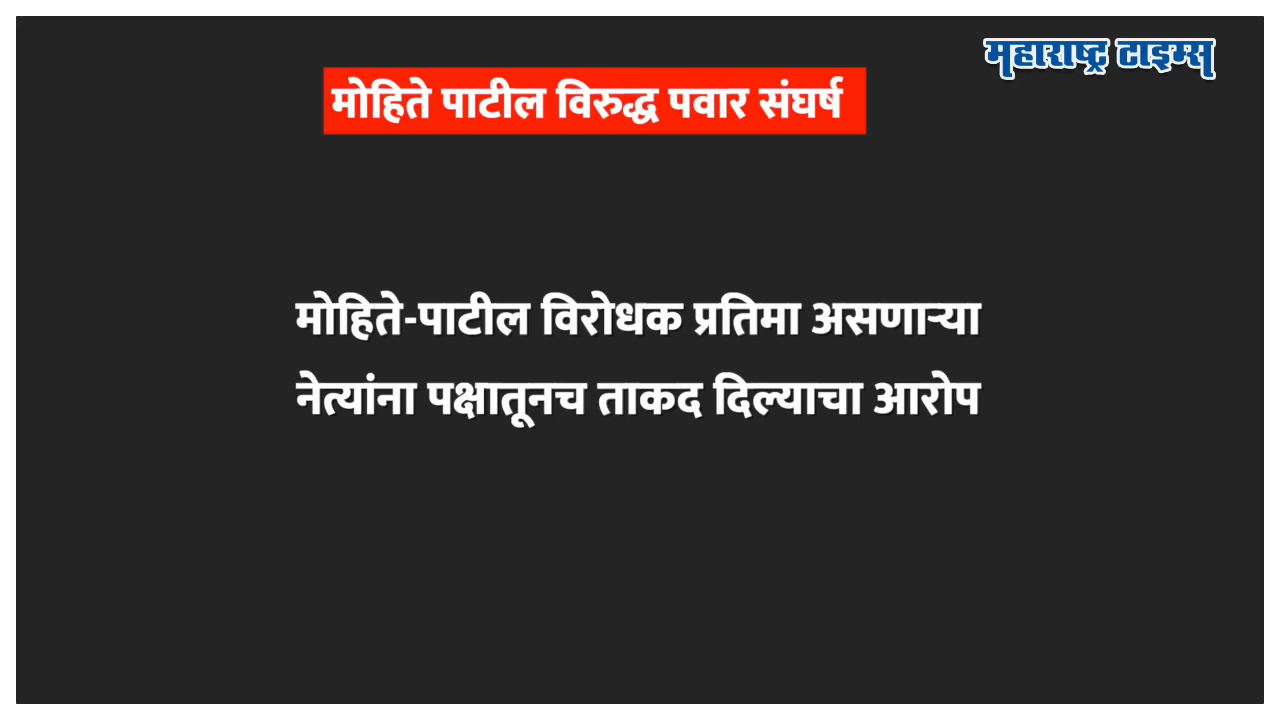 महाराष्ट्र टाइम्स
मोहिते पाटील विरुद्ध पवार संघर्ष
मोहिते-पाटील विरोधक प्रतिमा असणाऱ्या
नेत्यांना पक्षातूनच ताकद दिल्याचा आरोप